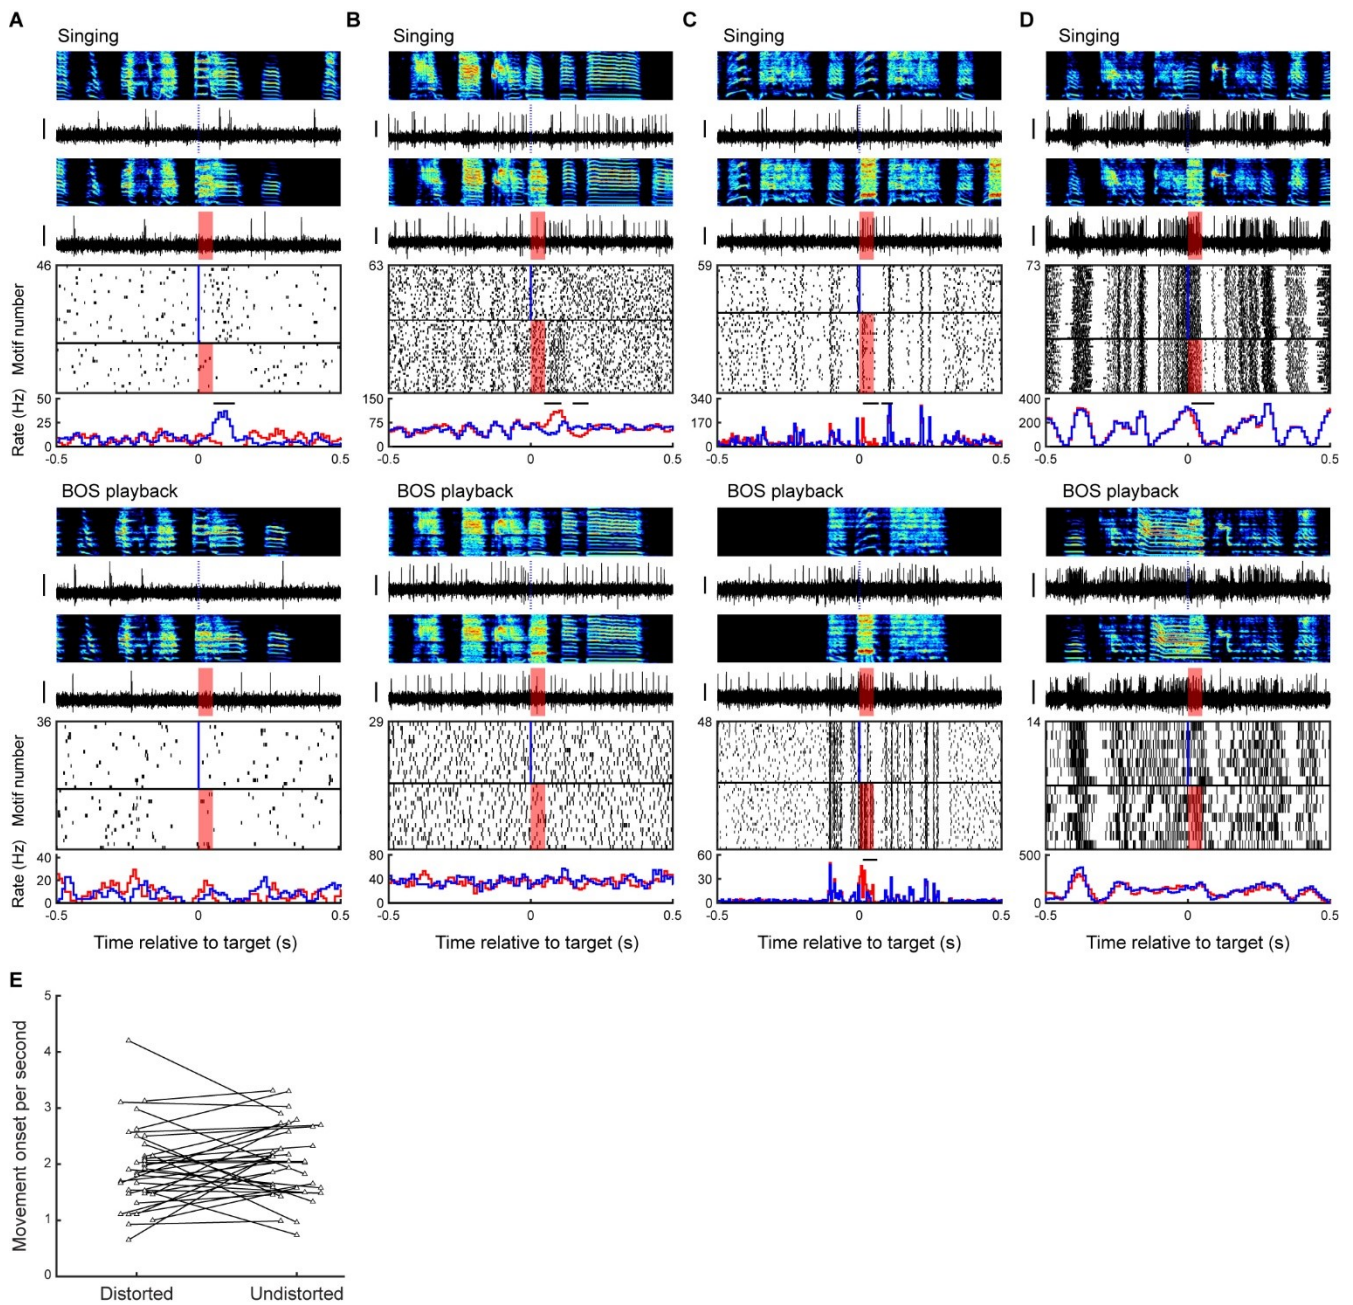 A
B
C
D
Singing
Singing
Singing
Singing
46
63
59
73
Motif number
50
25
0
150
75
0
340
170
0
400
200
0
Rate (Hz)
-0.5 0 0.5
-0.5 0 0.5
-0.5 0 0.5
-0.5 0 0.5
BOS playback
BOS playback
BOS playback
BOS playback
36
29
48
14
Motif number
40
20
0
80
40
0
60
30
0
500
0
Rate (Hz)
-0.5 0 0.5
-0.5 0 0.5
-0.5 0 0.5
-0.5 0 0.5
Time relative to target (s)
Time relative to target (s)
Time relative to target (s)
Time relative to target (s)
E
5
4
3
2
1
0
Movement onset per second
Distorted
Undistorted